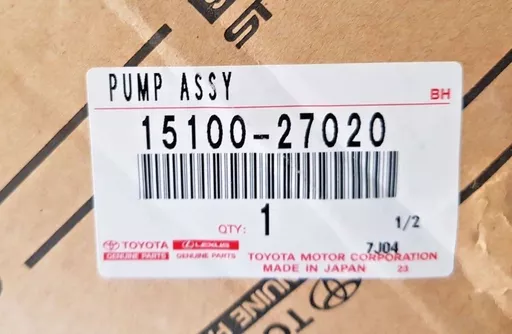 PUMP ASSY
BH
15100-27020
QTY: 1
1/2
7J04
TOYOTA LEXUS
GENUINE PARTS GENUINE PARTS
TOYOTA MOTOR CORPORATION
MADE IN JAPAN 23